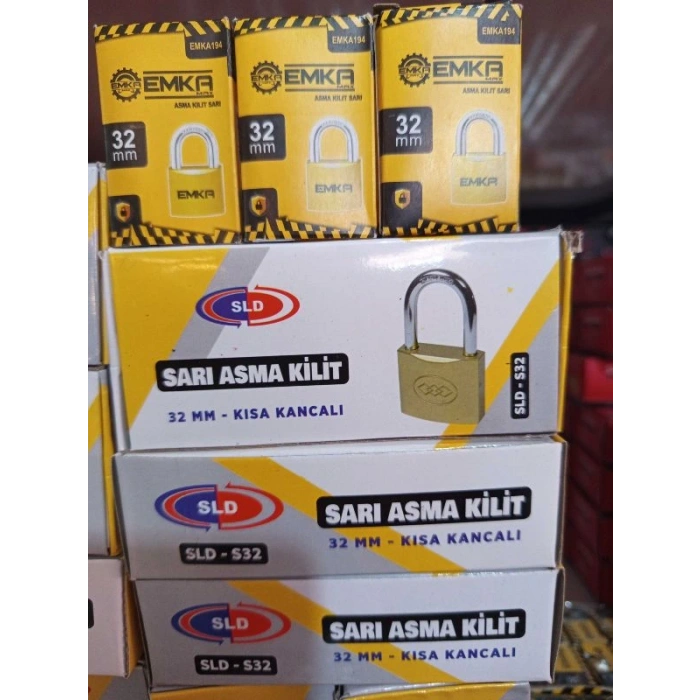 EMKA194
EMKA
ASMA KİLİT SARI
32
mm
EMKA
EMKA194
EMKA
ASMA KİLİT SARI
32
mm
EMKA
EMKA194
EMKA
ASMA KİLİT SARI
32
mm
EMKA
SLD
SARI ASMA KİLİT
32 MM - KISA KANCALI
SLD - S32
SLD
SARI ASMA KİLİT
32 MM - KISA KANCALI
SLD - S32
SLD
SARI ASMA KİLİT
32 MM - KISA KANCALI
SLD - S32